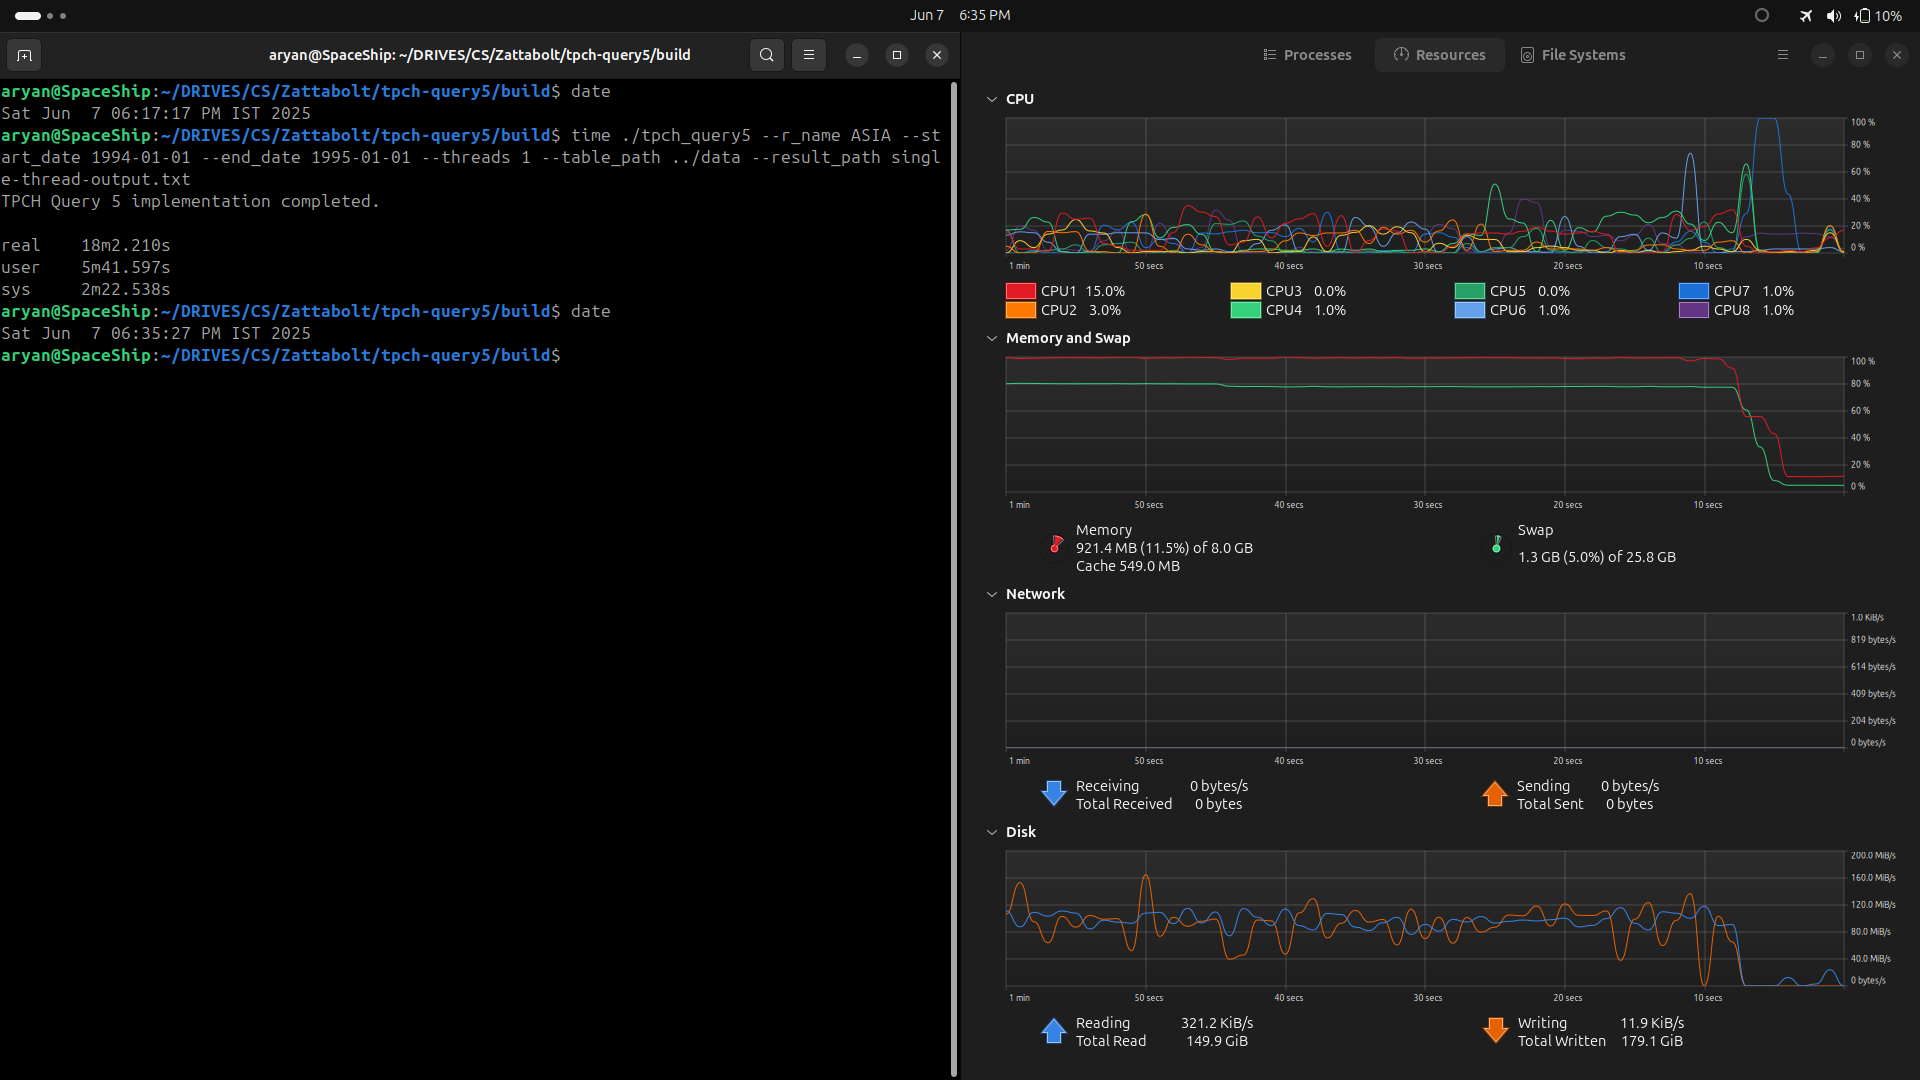 Jun 7 6:35 PM
10%
aryan@SpaceShip: ~/DRIVES/CS/Zattabolt/tpch-query5/build
aryan@SpaceShip:~/DRIVES/CS/Zattabolt/tpch-query5/build$ date
Sat Jun  7 06:17:17 PM IST 2025
aryan@SpaceShip:~/DRIVES/CS/Zattabolt/tpch-query5/build$ time ./tpch_query5 --r_name ASIA --st
art_date 1994-01-01 --end_date 1995-01-01 --threads 1 --table_path ../data --result_path singl
e-thread-output.txt
TPCH Query 5 implementation completed.
real    18m2.210s
user    5m41.597s
sys     2m22.538s
aryan@SpaceShip:~/DRIVES/CS/Zattabolt/tpch-query5/build$ date
Sat Jun  7 06:35:27 PM IST 2025
aryan@SpaceShip:~/DRIVES/CS/Zattabolt/tpch-query5/build$
Processes Resources File Systems
CPU
100 %
80 %
60 %
40 %
20 %
0 %
1 min 50 secs 40 secs 30 secs 20 secs 10 secs
CPU1 15.0% CPU3 0.0% CPU5 0.0% CPU7 1.0%
CPU2 3.0% CPU4 1.0% CPU6 1.0% CPU8 1.0%
Memory and Swap
100 %
80 %
60 %
40 %
20 %
0 %
1 min 50 secs 40 secs 30 secs 20 secs 10 secs
Memory
921.4 MB (11.5%) of 8.0 GB
Cache 549.0 MB
Swap
1.3 GB (5.0%) of 25.8 GB
Network
1.0 KiB/s
819 bytes/s
614 bytes/s
409 bytes/s
204 bytes/s
0 bytes/s
1 min 50 secs 40 secs 30 secs 20 secs 10 secs
Receiving 0 bytes/s
Total Received 0 bytes
Sending 0 bytes/s
Total Sent 0 bytes
Disk
200.0 MiB/s
160.0 MiB/s
120.0 MiB/s
80.0 MiB/s
40.0 MiB/s
0 bytes/s
1 min 50 secs 40 secs 30 secs 20 secs 10 secs
Reading 321.2 KiB/s
Total Read 149.9 GiB
Writing 11.9 KiB/s
Total Written 179.1 GiB